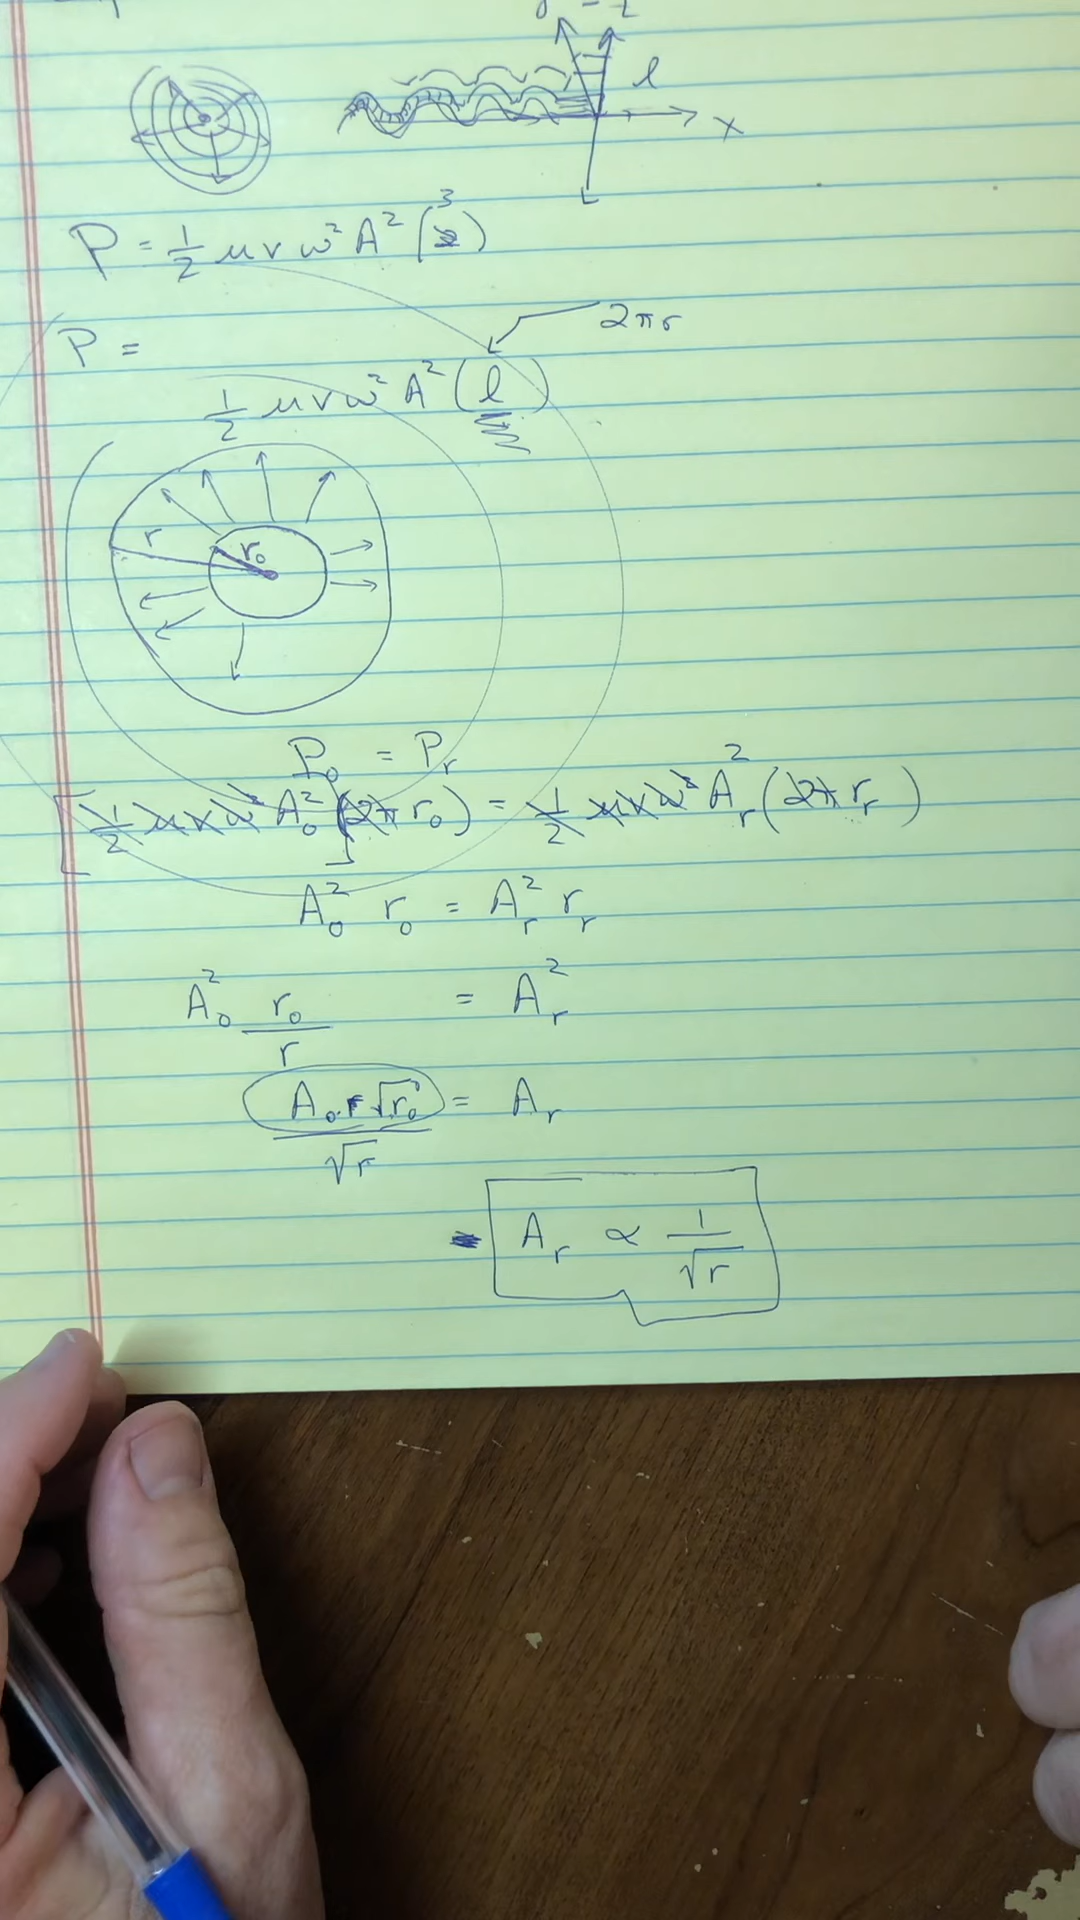 l
x
P = 1/2 μ v ω² A² (3)
2πr
P =
1/2 μ v ω² A² (l)
r
r₀
P₀ = Pᵣ
[1/2 μ v ω² A₀²] (2π r₀) = 1/2 μ v ω² Aᵣ² (2π rᵣ)
A₀² r₀ = Aᵣ² rᵣ
A₀² r₀/r = Aᵣ²
A₀ √r₀ / √r = Aᵣ
Aᵣ ∝ 1/√r